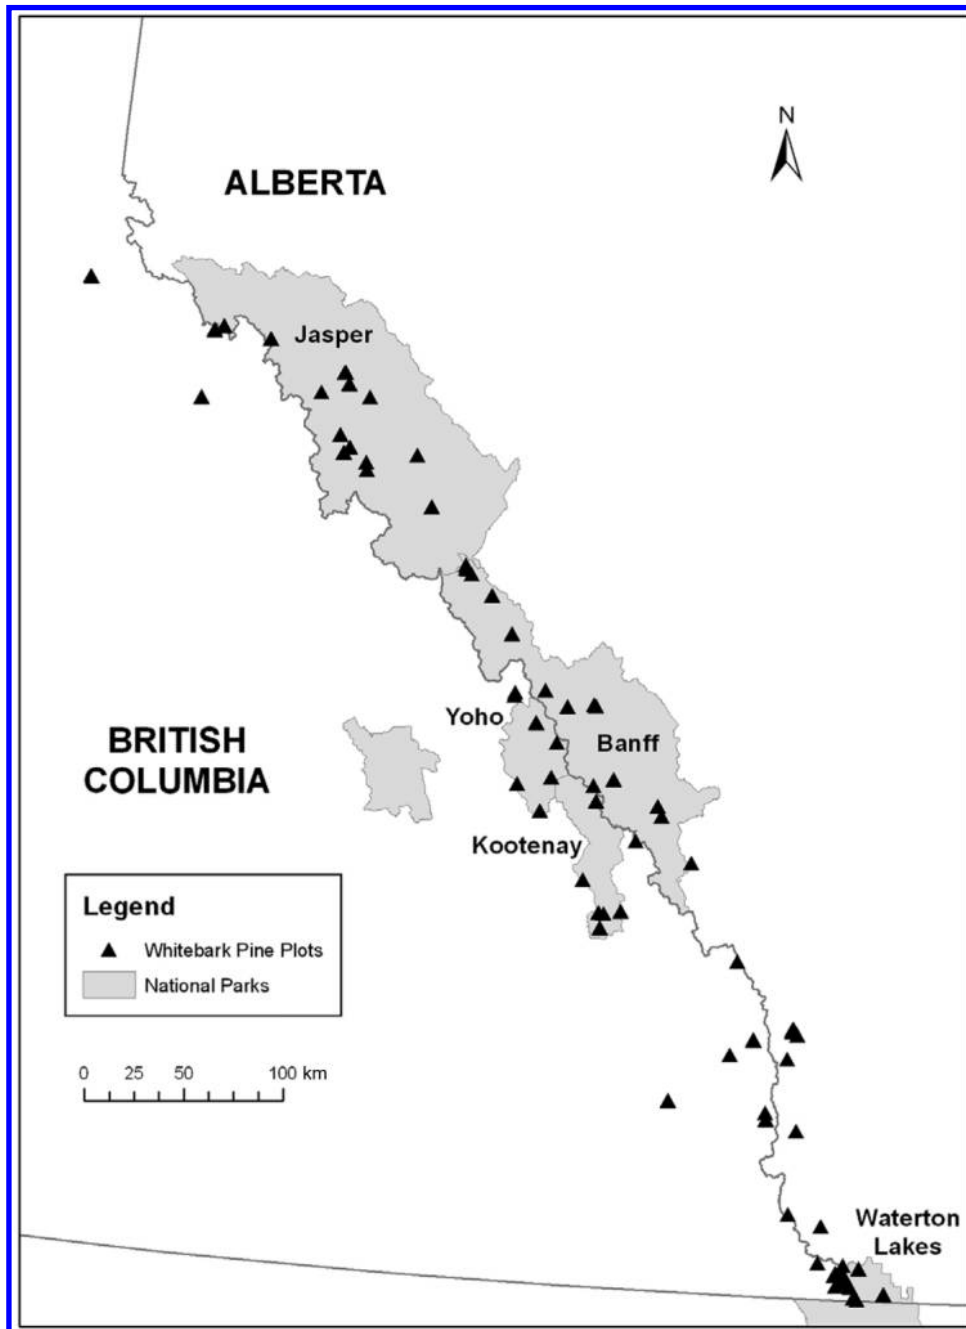 N
ALBERTA
Jasper
BRITISH
COLUMBIA
Yoho
Banff
Kootenay
Legend
Whitebark Pine Plots
National Parks
0 25 50 100 km
Waterton
Lakes